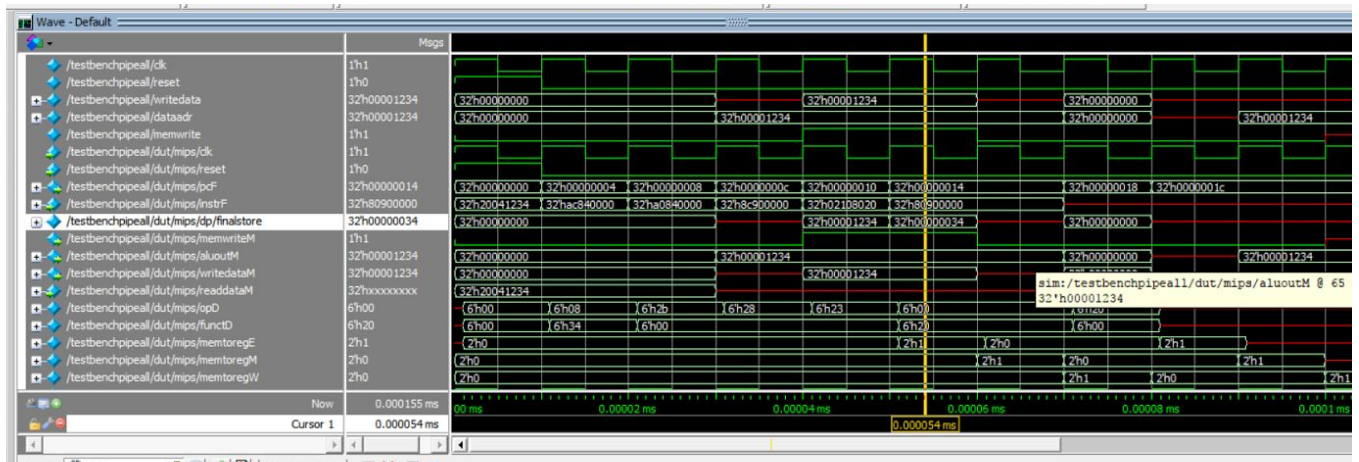 Wave - Default
Msgs
/testbenchpipeall/clk 1'h1
/testbenchpipeall/reset 1'h0
/testbenchpipeall/writedata 32'h00001234 32'h00000000 32'h00001234 32'h00000000
/testbenchpipeall/dataadr 32'h00001234 32'h00000000 32'h00001234 32'h00000000 32'h00001234
/testbenchpipeall/memwrite 1'h1
/testbenchpipeall/dut/mips/clk 1'h1
/testbenchpipeall/dut/mips/reset 1'h0
/testbenchpipeall/dut/mips/pcF 32'h00000014 32'h00000000 32'h00000004 32'h00000008 32'h0000000c 32'h00000010 32'h00000014 32'h00000018 32'h0000001c
/testbenchpipeall/dut/mips/instrF 32'h80900000 32'h20041234 32'hac840000 32'ha0840000 32'h8c900000 32'h02108020 32'h80900000
/testbenchpipeall/dut/mips/dp/finalstore 32'h00000034 32'h00000000 32'h00001234 32'h00000034 32'h00000000
/testbenchpipeall/dut/mips/memwriteM 1'h1
/testbenchpipeall/dut/mips/aluoutM 32'h00001234 32'h00000000 32'h00001234 32'h00000000 32'h00001234
/testbenchpipeall/dut/mips/writedataM 32'h00001234 32'h00000000 32'h00001234
sim:/testbenchpipeall/dut/mips/aluoutM @ 65
/testbenchpipeall/dut/mips/readdataM 32'hxxxxxxxx 32'h20041234
32'h00001234
/testbenchpipeall/dut/mips/opD 6'h00 6'h00 6'h08 6'h2b 6'h28 6'h23 6'h00
/testbenchpipeall/dut/mips/functD 6'h20 6'h00 6'h34 6'h00 6'h20 6'h00
/testbenchpipeall/dut/mips/memtoregE 2'h1 2'h0 2'h1 2'h0 2'h1
/testbenchpipeall/dut/mips/memtoregM 2'h0 2'h0 2'h1 2'h0 2'h1
/testbenchpipeall/dut/mips/memtoregW 2'h0 2'h0 2'h1 2'h0 2'h1
Now 0.000155 ms 00 ms 0.00002 ms 0.00004 ms 0.00006 ms 0.00008 ms 0.0001 ms
Cursor 1 0.000054 ms 0.000054 ms